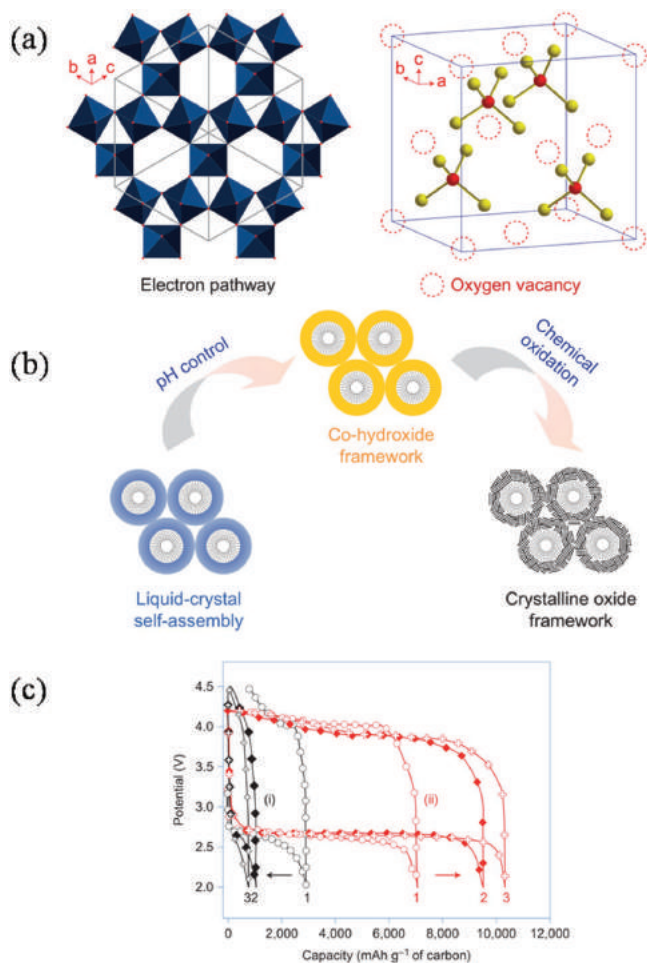 (a)
b a c
b c a
Electron pathway
Oxygen vacancy
(b)
pH control
Chemical
oxidation
Co-hydroxide
framework
Liquid-crystal
self-assembly
Crystalline oxide
framework
(c)
Potential (V)
4.5
4.0
3.5
3.0
2.5
2.0
(i)
(ii)
32
1
1
2
3
0
2,000
4,000
6,000
8,000
10,000
12,000
Capacity (mAh g⁻¹ of carbon)